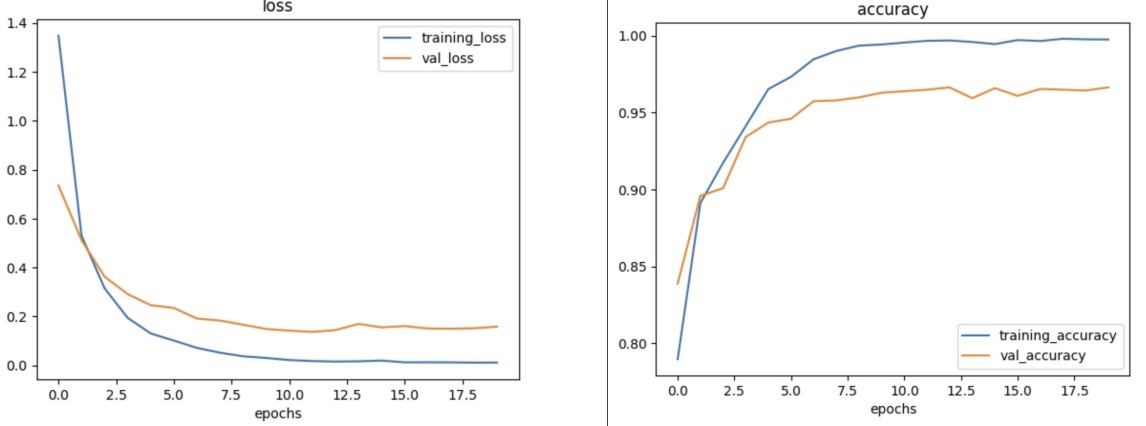 loss
1.4
1.2
1.0
0.8
0.6
0.4
0.2
0.0
training_loss
val_loss
0.0 2.5 5.0 7.5 10.0 12.5 15.0 17.5
epochs
accuracy
1.00
0.95
0.90
0.85
0.80
training_accuracy
val_accuracy
0.0 2.5 5.0 7.5 10.0 12.5 15.0 17.5
epochs